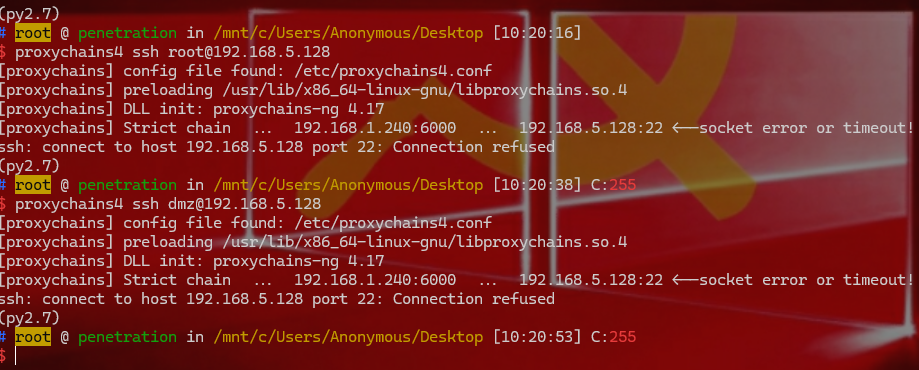 (py2.7)
# root @ penetration in /mnt/c/Users/Anonymous/Desktop [10:20:16]
$ proxychains4 ssh root@192.168.5.128
[proxychains] config file found: /etc/proxychains4.conf
[proxychains] preloading /usr/lib/x86_64-linux-gnu/libproxychains.so.4
[proxychains] DLL init: proxychains-ng 4.17
[proxychains] Strict chain  ...  192.168.1.240:6000  ...  192.168.5.128:22 <--socket error or timeout!
ssh: connect to host 192.168.5.128 port 22: Connection refused
(py2.7)
# root @ penetration in /mnt/c/Users/Anonymous/Desktop [10:20:38] C:255
$ proxychains4 ssh dmz@192.168.5.128
[proxychains] config file found: /etc/proxychains4.conf
[proxychains] preloading /usr/lib/x86_64-linux-gnu/libproxychains.so.4
[proxychains] DLL init: proxychains-ng 4.17
[proxychains] Strict chain  ...  192.168.1.240:6000  ...  192.168.5.128:22 <--socket error or timeout!
ssh: connect to host 192.168.5.128 port 22: Connection refused
(py2.7)
# root @ penetration in /mnt/c/Users/Anonymous/Desktop [10:20:53] C:255
$